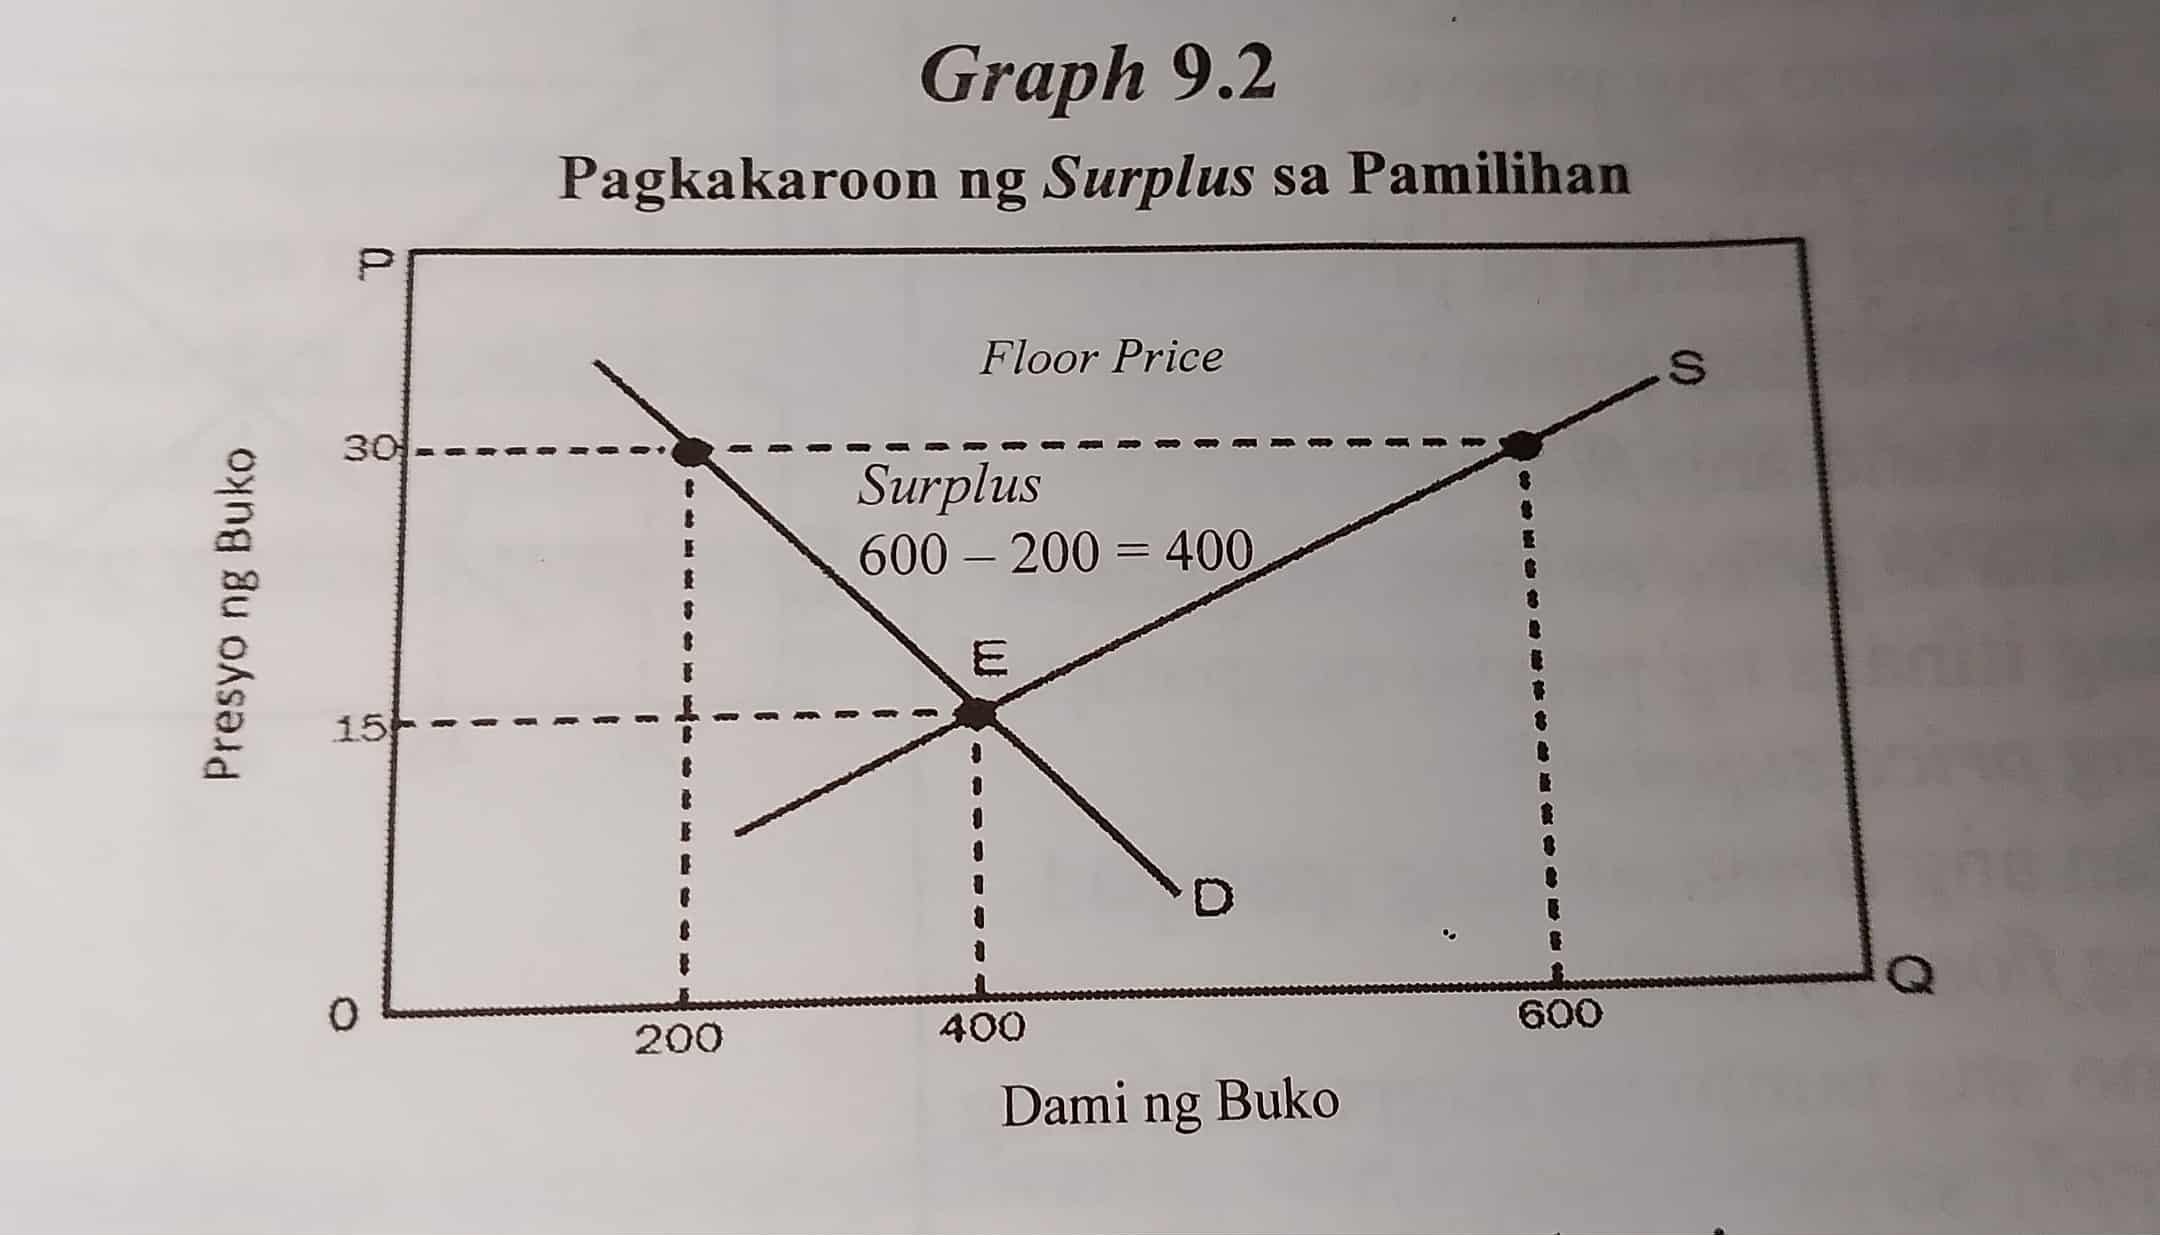 Graph 9.2
Pagkakaroon ng Surplus sa Pamilihan
P
Floor Price
S
30
Surplus
600 – 200 = 400
Presyo ng Buko
E
15
D
0
Q
200
400
600
Dami ng Buko